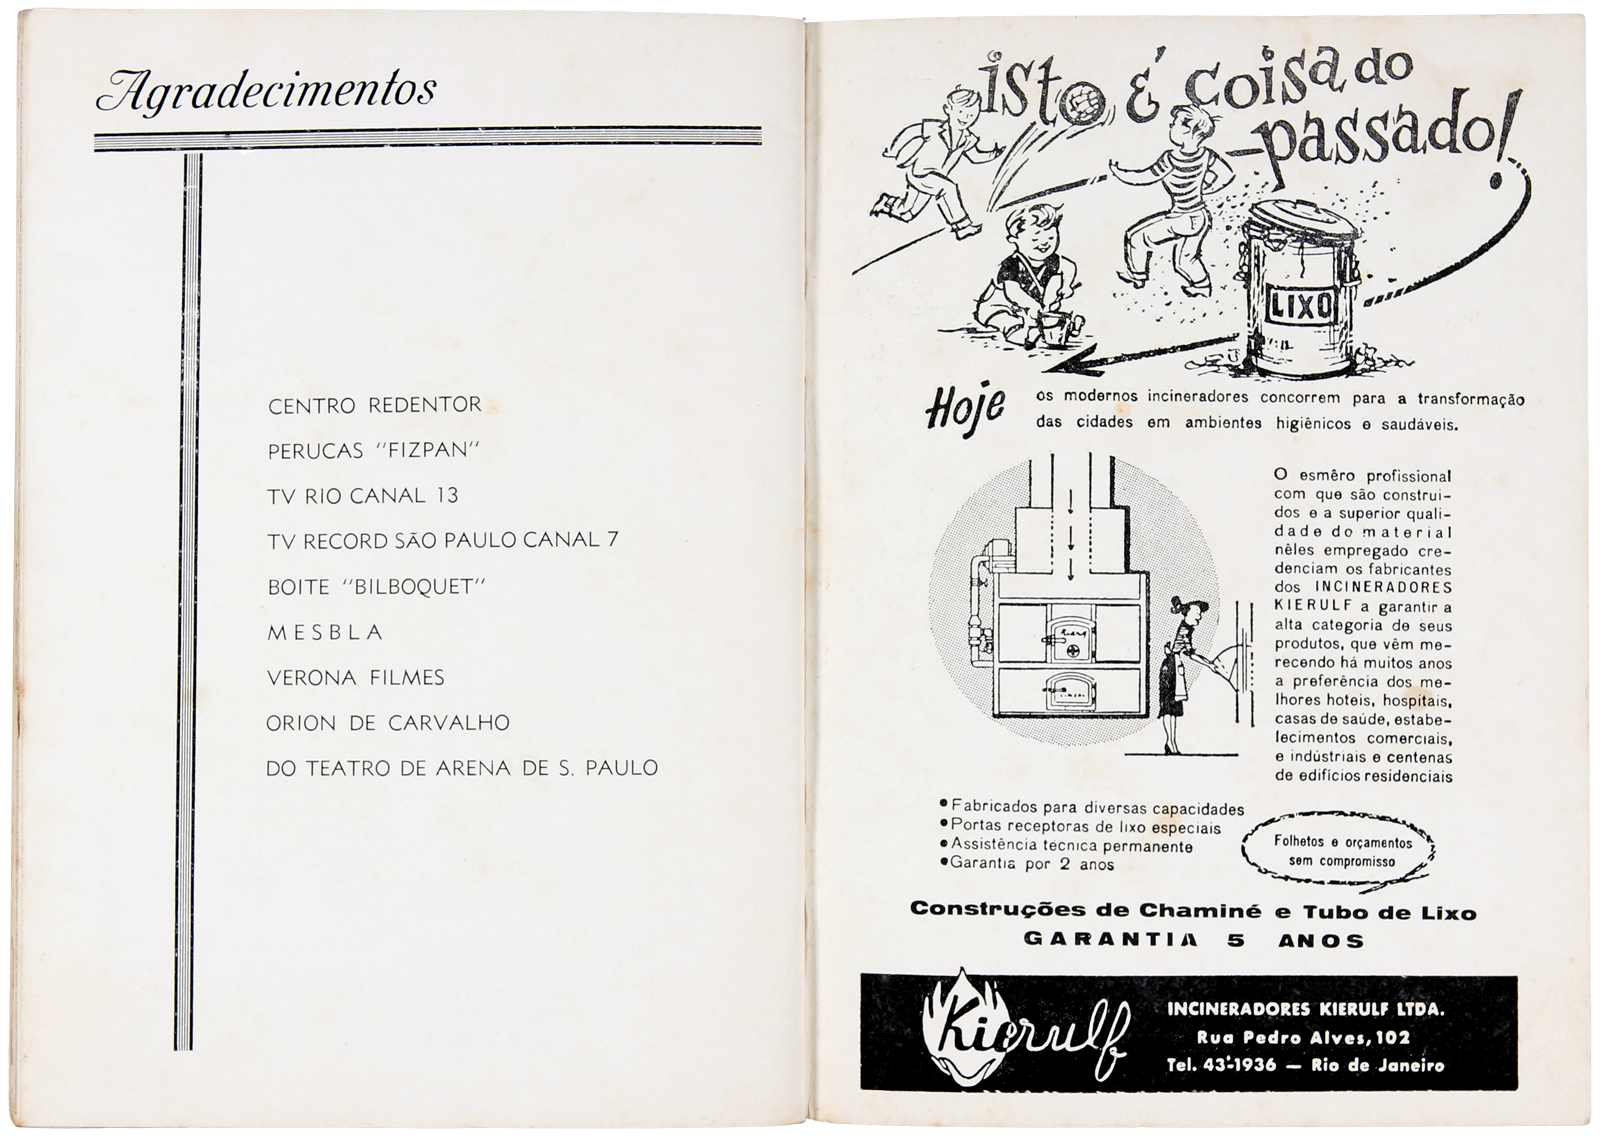 Agradecimentos
CENTRO REDENTOR
PERUCAS "FIZPAN"
TV RIO CANAL 13
TV RECORD SÃO PAULO CANAL 7
BOITE "BILBOQUET"
MESBLA
VERONA FILMES
ORION DE CARVALHO
DO TEATRO DE ARENA DE S. PAULO
isto é coisa do
passado!
LIXO
Hoje
os modernos incineradores concorrem para a transformação
das cidades em ambientes higiênicos e saudáveis.
O esmêro profissional
com que são construi-
dos e a superior quali-
dade do material
nêles empregado cre-
denciam os fabricantes
dos INCINERADORES
KIERULF a garantir a
alta categoria de seus
produtos, que vêm me-
recendo há muitos anos
a preferência dos me-
lhores hoteis, hospitais,
casas de saúde, estabe-
lecimentos comerciais,
e indústriais e centenas
de edifícios residenciais
• Fabricados para diversas capacidades
• Portas receptoras de lixo especiais
• Assistência técnica permanente
• Garantia por 2 anos
Folhetos e orçamentos
sem compromisso
Construções de Chaminé e Tubo de Lixo
GARANTIA 5 ANOS
Kierulf
INCINERADORES KIERULF LTDA.
Rua Pedro Alves, 102
Tel. 43-1936 — Rio de Janeiro